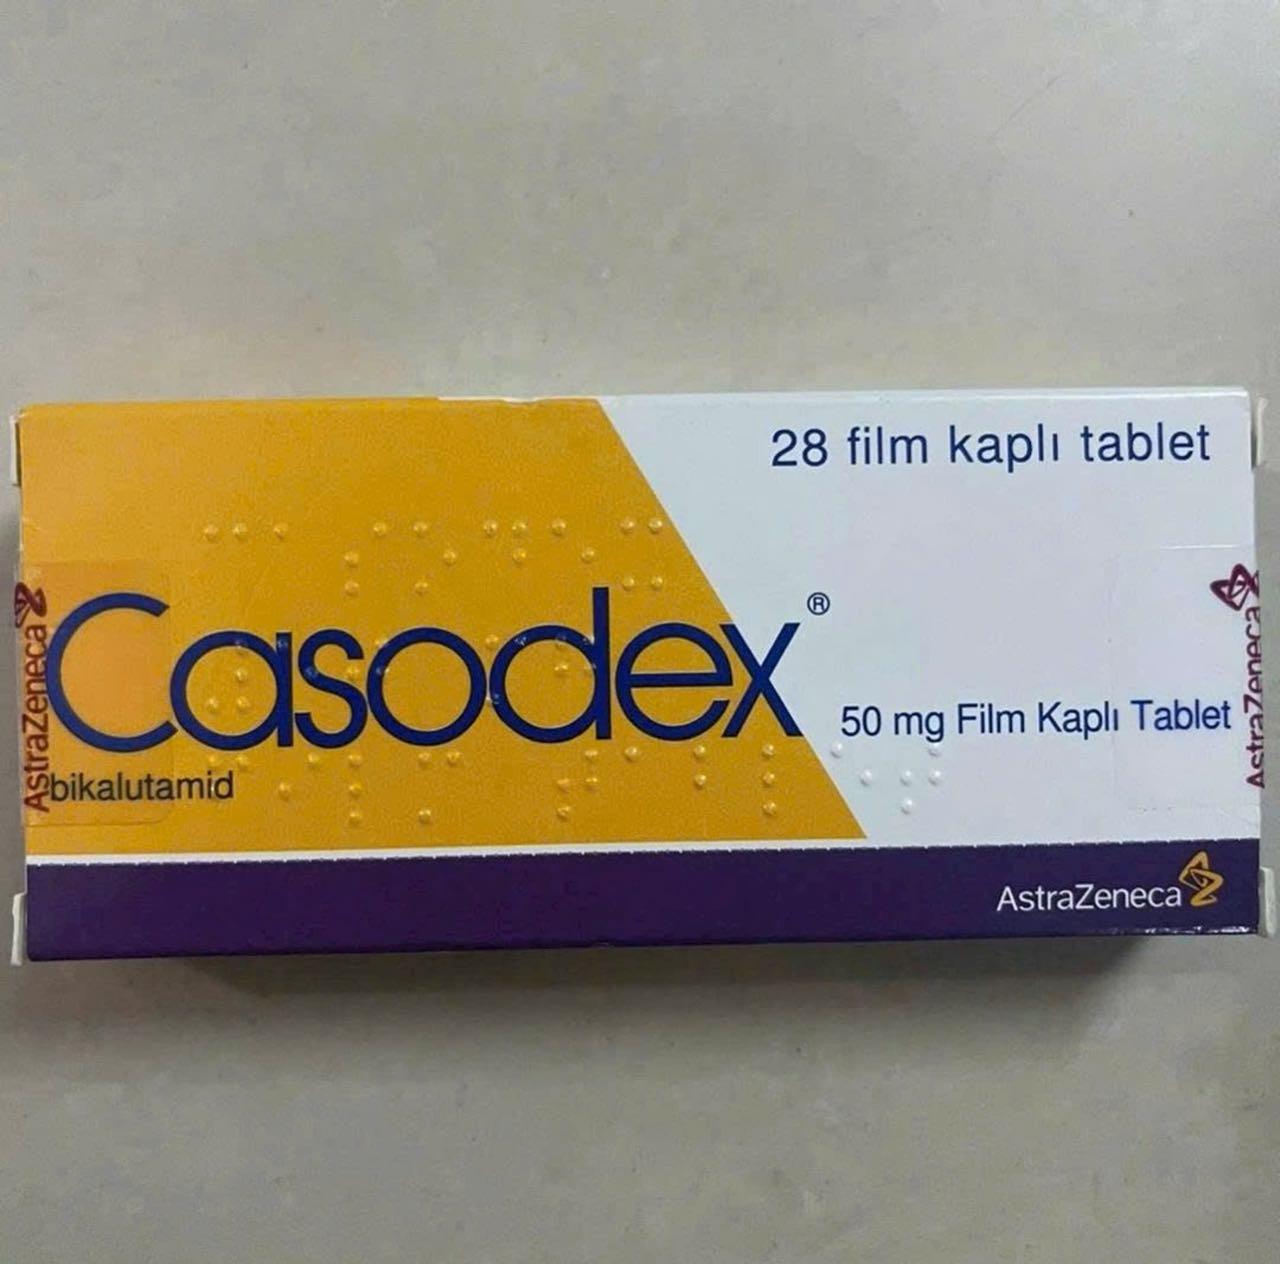 28 film kaplı tablet
Casodex®
50 mg Film Kaplı Tablet
bikalutamid
AstraZeneca
AstraZeneca
AstraZeneca